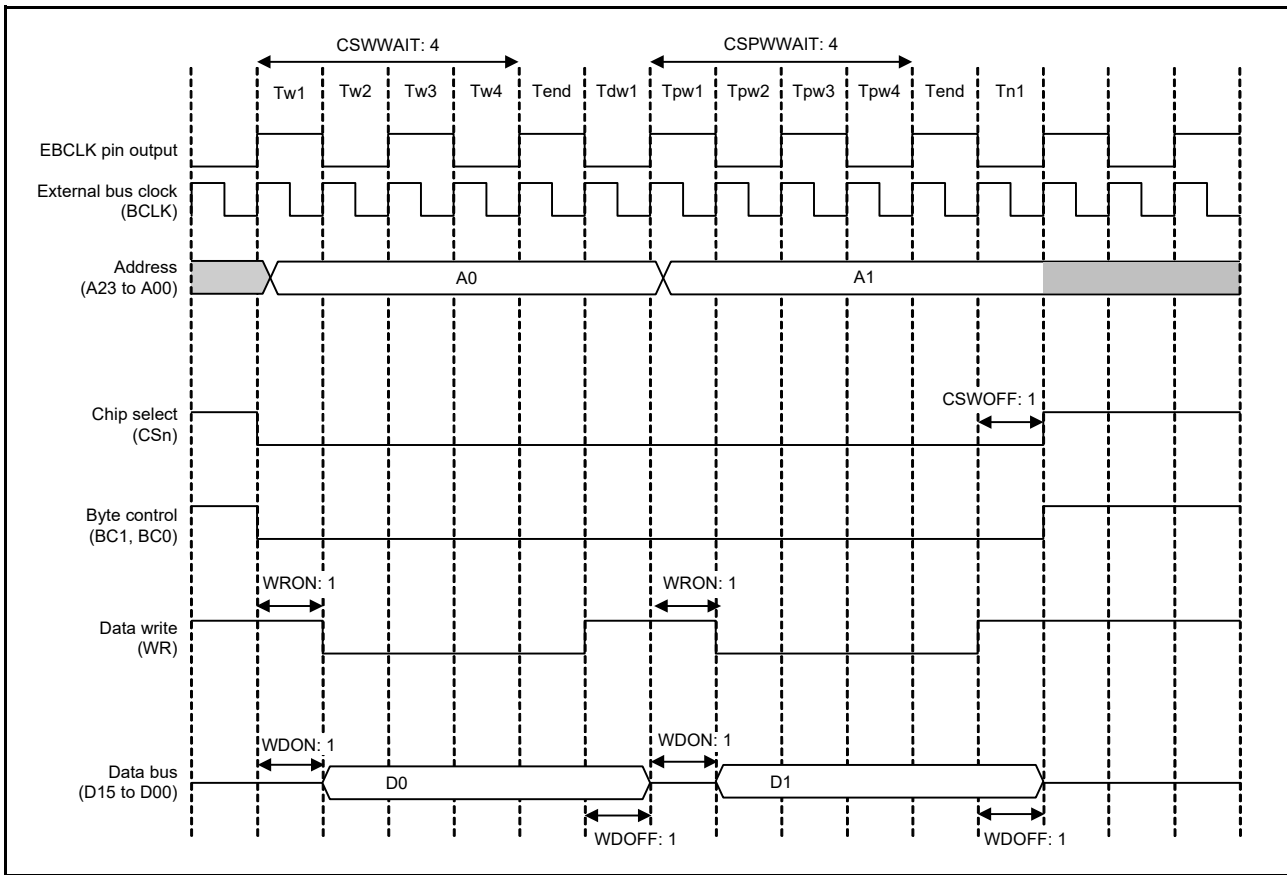 CSWWAIT: 4 CSPWWAIT: 4
Tw1 Tw2 Tw3 Tw4 Tend Tdw1 Tpw1 Tpw2 Tpw3 Tpw4 Tend Tn1
EBCLK pin output
External bus clock
(BCLK)
Address
(A23 to A00)
A0 A1
CSWOFF: 1
Chip select
(CSn)
Byte control
(BC1, BC0)
WRON: 1 WRON: 1
Data write
(WR)
WDON: 1 WDON: 1
Data bus
(D15 to D00)
D0 D1
WDOFF: 1 WDOFF: 1